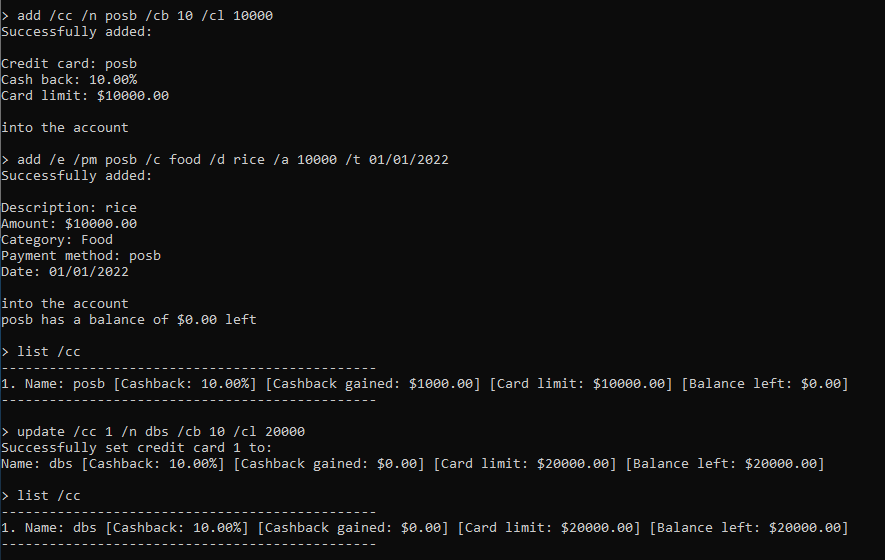 > add /cc /n posb /cb 10 /cl 10000
Successfully added:
Credit card: posb
Cash back: 10.00%
Card limit: $10000.00
into the account
> add /e /pm posb /c food /d rice /a 10000 /t 01/01/2022
Successfully added:
Description: rice
Amount: $10000.00
Category: Food
Payment method: posb
Date: 01/01/2022
into the account
posb has a balance of $0.00 left
> list /cc
-----------------------------------------------
1. Name: posb [Cashback: 10.00%] [Cashback gained: $1000.00] [Card limit: $10000.00] [Balance left: $0.00]
-----------------------------------------------
> update /cc 1 /n dbs /cb 10 /cl 20000
Successfully set credit card 1 to:
Name: dbs [Cashback: 10.00%] [Cashback gained: $0.00] [Card limit: $20000.00] [Balance left: $20000.00]
> list /cc
-----------------------------------------------
1. Name: dbs [Cashback: 10.00%] [Cashback gained: $0.00] [Card limit: $20000.00] [Balance left: $20000.00]
-----------------------------------------------